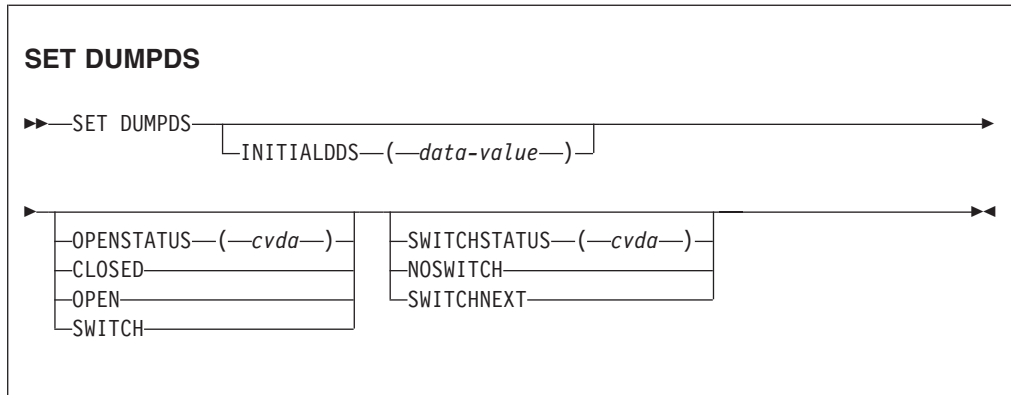 SET DUMPDS
SET DUMPDS
INITIALDDS ( data-value )
OPENSTATUS ( cvda ) SWITCHSTATUS ( cvda )
CLOSED NOSWITCH
OPEN SWITCHNEXT
SWITCH